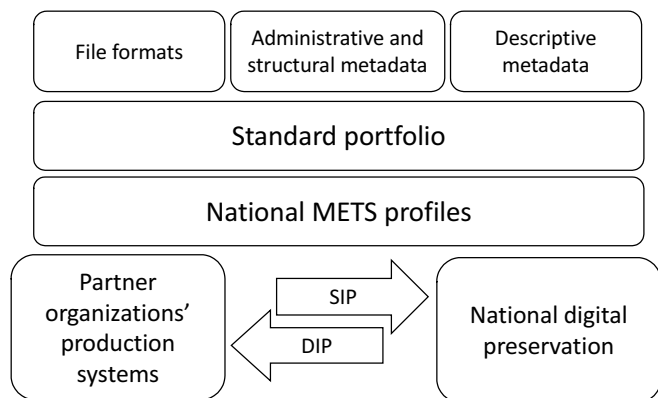 File formats
Administrative and
structural metadata
Descriptive
metadata
Standard portfolio
National METS profiles
Partner
organizations’
production
systems
SIP
DIP
National digital
preservation